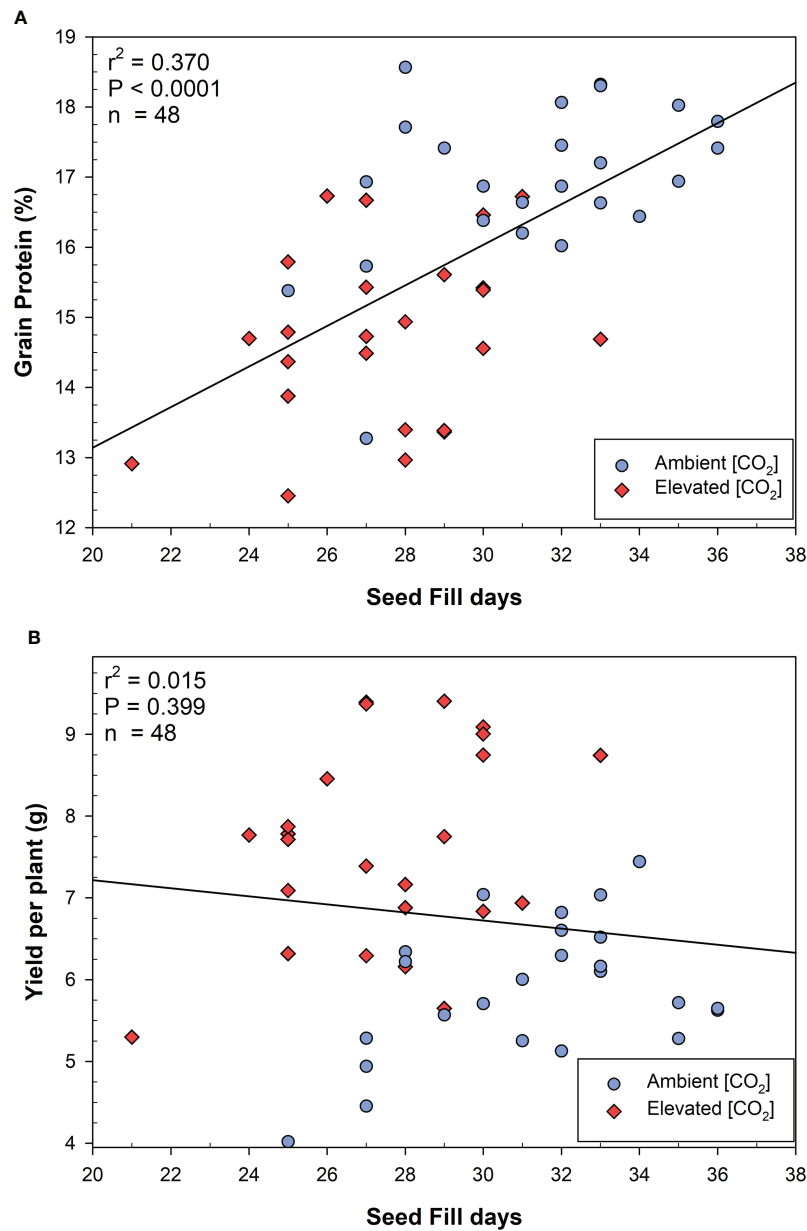 A
r² = 0.370
P < 0.0001
n = 48
19
18
17
16
15
14
13
12
Grain Protein (%)
Ambient [CO₂]
Elevated [CO₂]
20 22 24 26 28 30 32 34 36 38
Seed Fill days
B
r² = 0.015
P = 0.399
n = 48
9
8
7
6
5
4
Yield per plant (g)
Ambient [CO₂]
Elevated [CO₂]
20 22 24 26 28 30 32 34 36 38
Seed Fill days